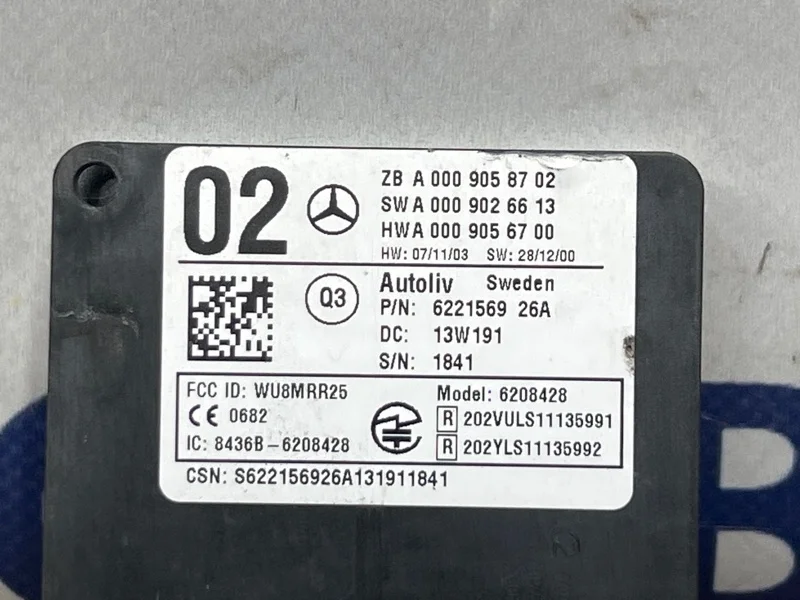 02
ZB A 000 905 87 02
SW A 000 902 66 13
HW A 000 905 67 00
HW: 07/11/03 SW: 28/12/00
Q3
Autoliv Sweden
P/N: 6221569 26A
DC: 13W191
S/N: 1841
FCC ID: WU8MRR25
Model: 6208428
CE 0682
R 202VULS11135991
IC: 8436B-6208428
R 202YLS11135992
CSN: S622156926A131911841